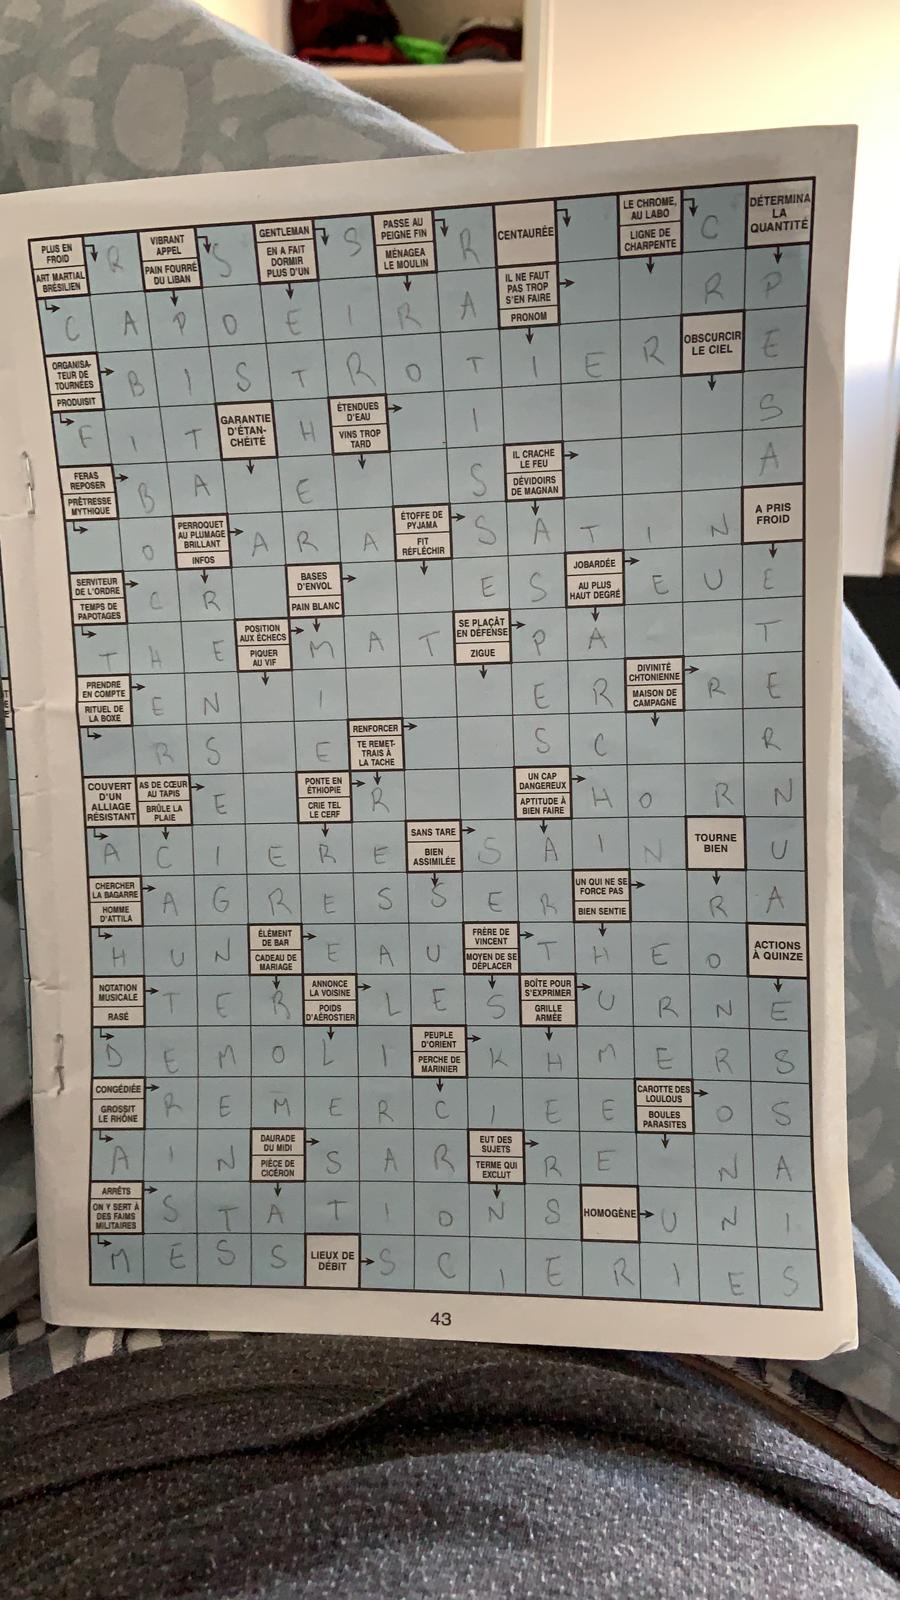 PLUS EN FROID
ART MARTIAL BRÉSILIEN
R
VIBRANT APPEL
PAIN FOURRÉ DU LIBAN
S
GENTLEMAN
EN A FAIT DORMIR PLUS D'UN
S
PASSE AU PEIGNE FIN
MÉNAGEA LE MOULIN
R
CENTAURÉE
LE CHROME, AU LABO
LIGNE DE CHARPENTE
C
DÉTERMINA LA QUANTITÉ
C A P O E I R A
IL NE FAUT PAS TROP S'EN FAIRE
PRONOM
R P
ORGANISATEUR DE TOURNÉES
PRODUISIT
B I S T R O T I E R
OBSCURCIR LE CIEL
E
F I T
GARANTIE D'ÉTANCHÉITÉ
H
ÉTENDUES D'EAU
VINS TROP TARD
I S
FERAS REPOSER
PRÊTRESSE MYTHIQUE
B A E S
IL CRACHE LE FEU
DÉVIDOIRS DE MAGNAN
A
O
PERROQUET AU PLUMAGE BRILLANT
INFOS
A R A
ÉTOFFE DE PYJAMA
FIT RÉFLÉCHIR
S A T I N
A PRIS FROID
SERVITEUR DE L'ORDRE
TEMPS DE PAPOTAGES
C R
BASES D'ENVOL
PAIN BLANC
E S
JOBARDÉE
AU PLUS HAUT DEGRÉ
E U E
T H E
POSITION AUX ÉCHECS
PIQUER AU VIF
M A T
SE PLAÇÂT EN DÉFENSE
ZIGUE
P A T
PRENDRE EN COMPTE
RITUEL DE LA BOXE
E N I E R
DIVINITÉ CHTONIENNE
MAISON DE CAMPAGNE
R E
R S E
RENFORCER
TE REMETTRAIS À LA TACHE
S C R
COUVERT D'UN ALLIAGE RÉSISTANT
AS DE CŒUR AU TAPIS
BRÛLE LA PLAIE
E
PONTE EN ÉTHIOPIE
CRIE TEL LE CERF
R
UN CAP DANGEREUX
APTITUDE À BIEN FAIRE
H O R N
A C I E R E
SANS TARE
BIEN ASSIMILÉE
S A I N
TOURNE BIEN
U
CHERCHER LA BAGARRE
HOMME D'ATTILA
A G R E S S E R
UN QUI NE SE FORCE PAS
BIEN SENTIE
R A
H U N
ÉLÉMENT DE BAR
CADEAU DE MARIAGE
E A U
FRÈRE DE VINCENT
MOYEN DE SE DÉPLACER
T H E O
ACTIONS À QUINZE
NOTATION MUSICALE
RASÉ
T E R
ANNONCE LA VOISINE
POIDS D'AÉROSTIER
L E S
BOÎTE POUR S'EXPRIMER
GRILLE ARMÉE
U R N E
D E M O L I
PEUPLE D'ORIENT
PERCHE DE MARINIER
K H M E R S
CONGÉDIÉE
GROSSIT LE RHÔNE
R E M E R C I E E
CAROTTE DES LOULOUS
BOULES PARASITES
O S
A I N
DAURADE DU MIDI
PIÈCE DE CICÉRON
S A R
EUT DES SUJETS
TERME QUI EXCLUT
R E N A
ARRÊTS
ON Y SERT À DES FAIMS MILITAIRES
S T A T I O N S
HOMOGÈNE
U N I
M E S S
LIEUX DE DÉBIT
S C I E R I E S
43